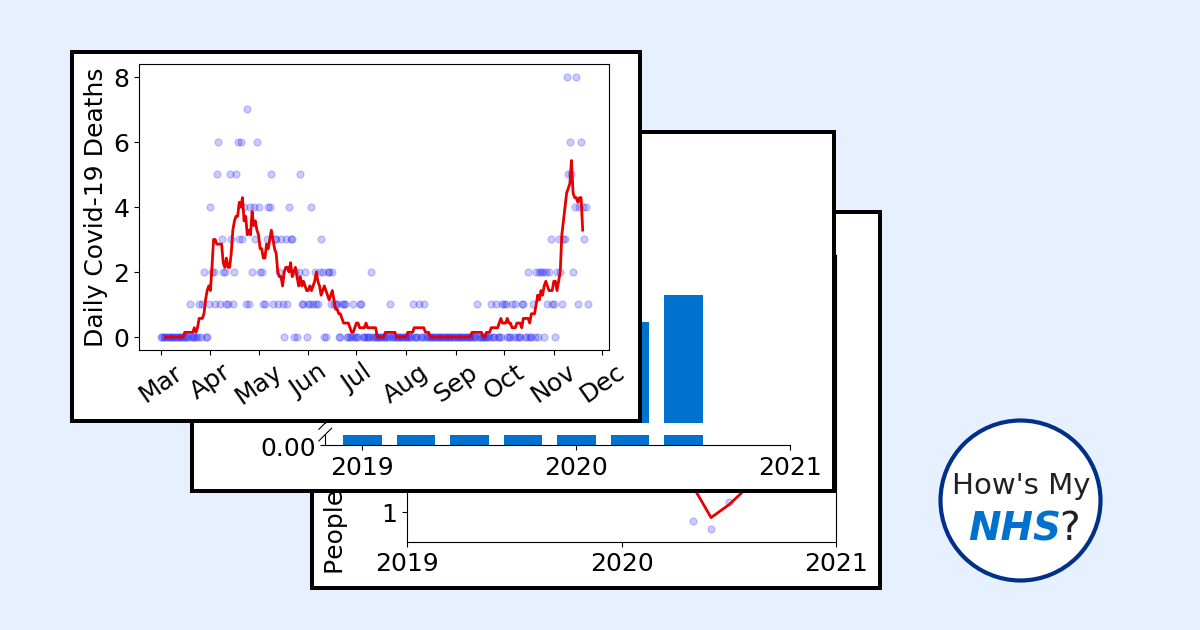 Daily Covid-19 Deaths
8
6
4
2
0
Mar Apr May Jun Jul Aug Sep Oct Nov Dec
0.00
2019 2020 2021
People
1
2019 2020 2021
How's My
NHS?